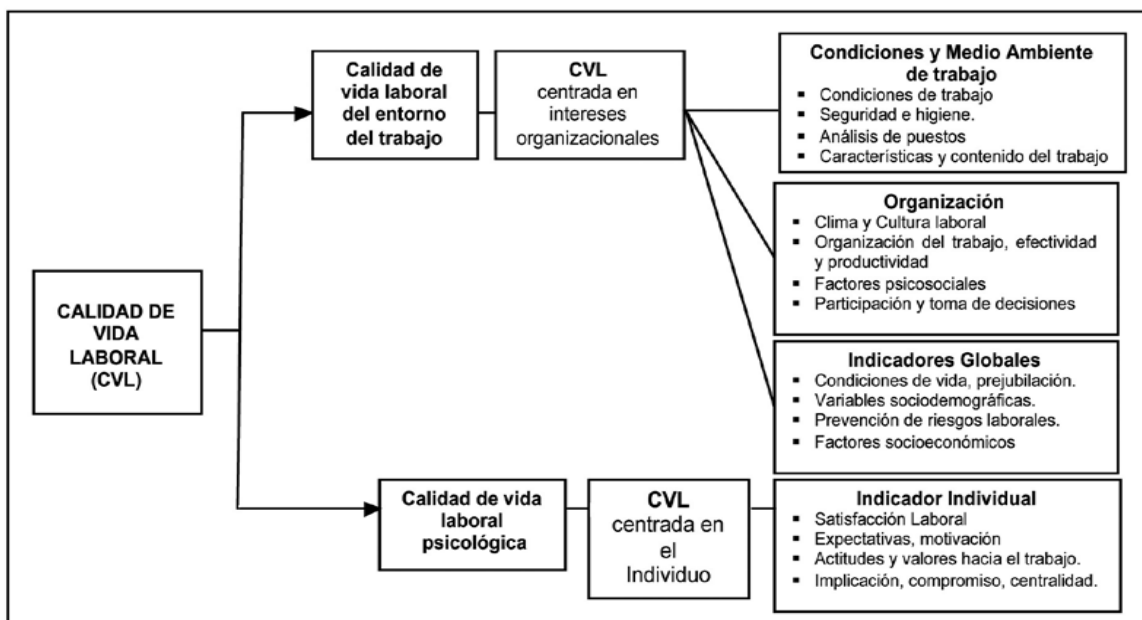 CALIDAD DE
VIDA
LABORAL
(CVL)
Calidad de
vida laboral
del entorno
del trabajo
CVL
centrada en
intereses
organizacionales
Condiciones y Medio Ambiente
de trabajo
▪ Condiciones de trabajo
▪ Seguridad e higiene.
▪ Análisis de puestos
▪ Características y contenido del trabajo
Organización
▪ Clima y Cultura laboral
▪ Organización del trabajo, efectividad
y productividad
▪ Factores psicosociales
▪ Participación y toma de decisiones
Indicadores Globales
▪ Condiciones de vida, prejubilación.
▪ Variables sociodemográficas.
▪ Prevención de riesgos laborales.
▪ Factores socioeconómicos
Calidad de vida
laboral
psicológica
CVL
centrada en
el
Individuo
Indicador Individual
▪ Satisfacción Laboral
▪ Expectativas, motivación
▪ Actitudes y valores hacia el trabajo.
▪ Implicación, compromiso, centralidad.